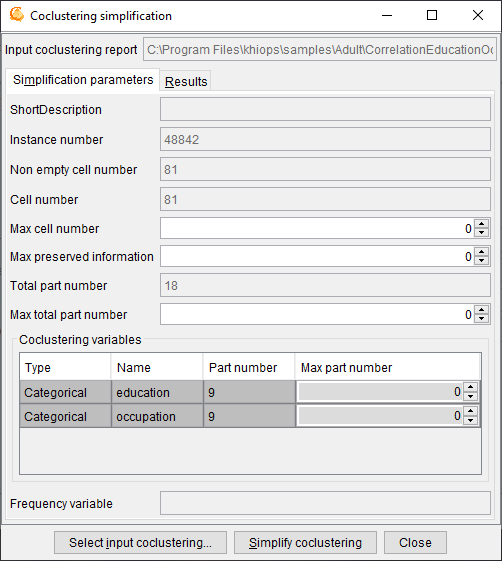 Coclustering simplification
Input coclustering report C:\Program Files\khiops\samples\Adult\CorrelationEducationOc
Simplification parameters Results
ShortDescription
Instance number 48842
Non empty cell number 81
Cell number 81
Max cell number 0
Max preserved information 0
Total part number 18
Max total part number 0
Coclustering variables
Type Name Part number Max part number
Categorical education 9 0
Categorical occupation 9 0
Frequency variable
Select input coclustering... Simplify coclustering Close